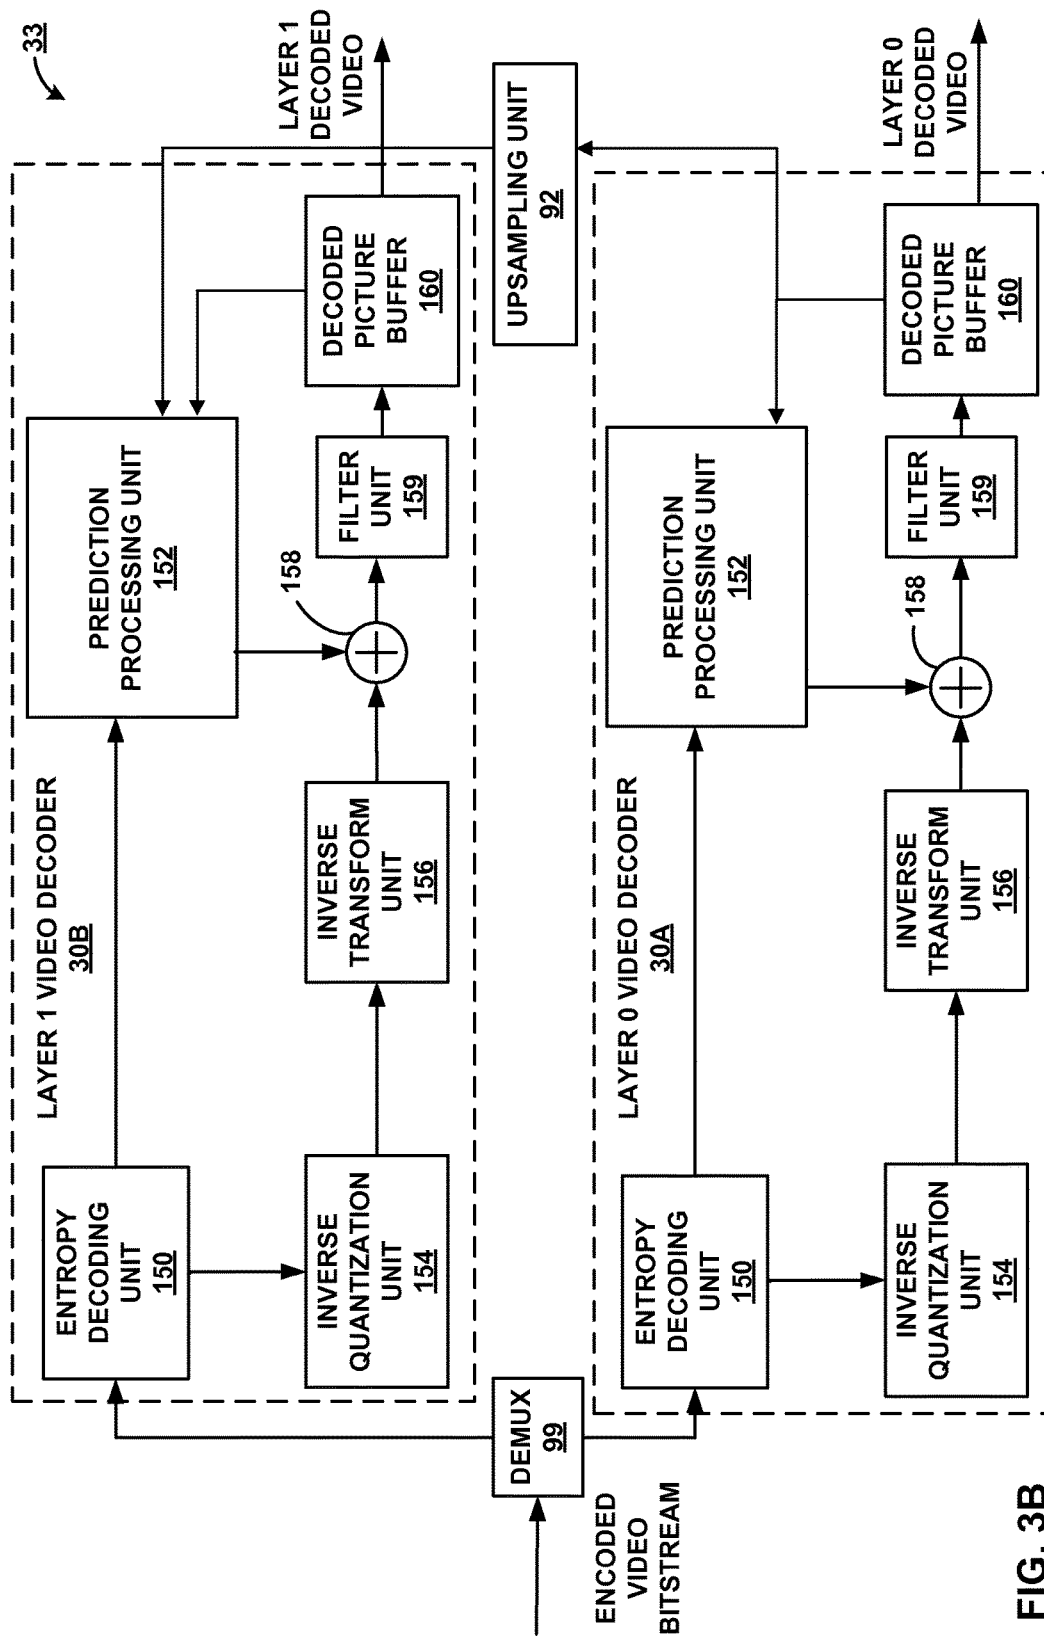 33
LAYER 1 VIDEO DECODER
30B
ENTROPY
DECODING
UNIT
150
PREDICTION
PROCESSING UNIT
152
INVERSE
QUANTIZATION
UNIT
154
INVERSE
TRANSFORM
UNIT
156
158
FILTER
UNIT
159
DECODED
PICTURE
BUFFER
160
LAYER 1
DECODED
VIDEO
DEMUX
99
UPSAMPLING UNIT
92
ENCODED
VIDEO
BITSTREAM
LAYER 0 VIDEO DECODER
30A
ENTROPY
DECODING
UNIT
150
PREDICTION
PROCESSING UNIT
152
INVERSE
QUANTIZATION
UNIT
154
INVERSE
TRANSFORM
UNIT
156
158
FILTER
UNIT
159
DECODED
PICTURE
BUFFER
160
LAYER 0
DECODED
VIDEO
FIG. 3B